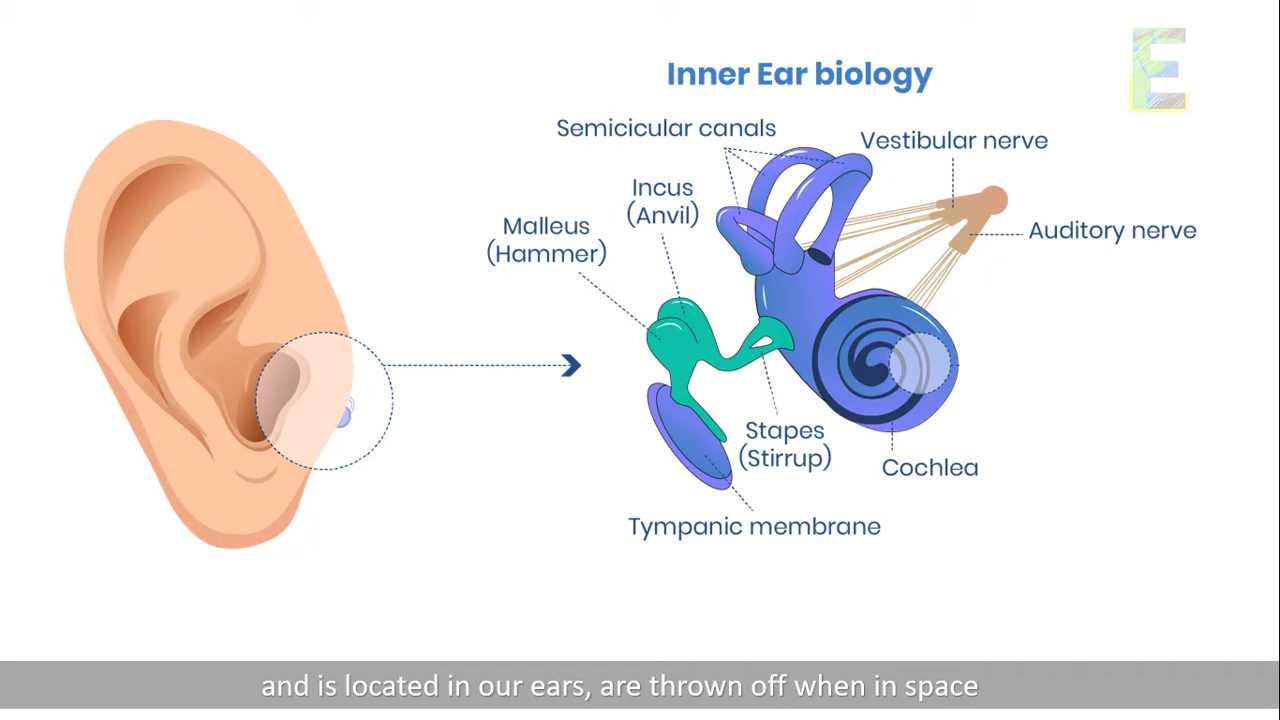 E
Inner Ear biology
Semicicular canals
Vestibular nerve
Incus
(Anvil)
Malleus
(Hammer)
Auditory nerve
Stapes
(Stirrup)
Cochlea
Tympanic membrane
and is located in our ears, are thrown off when in space